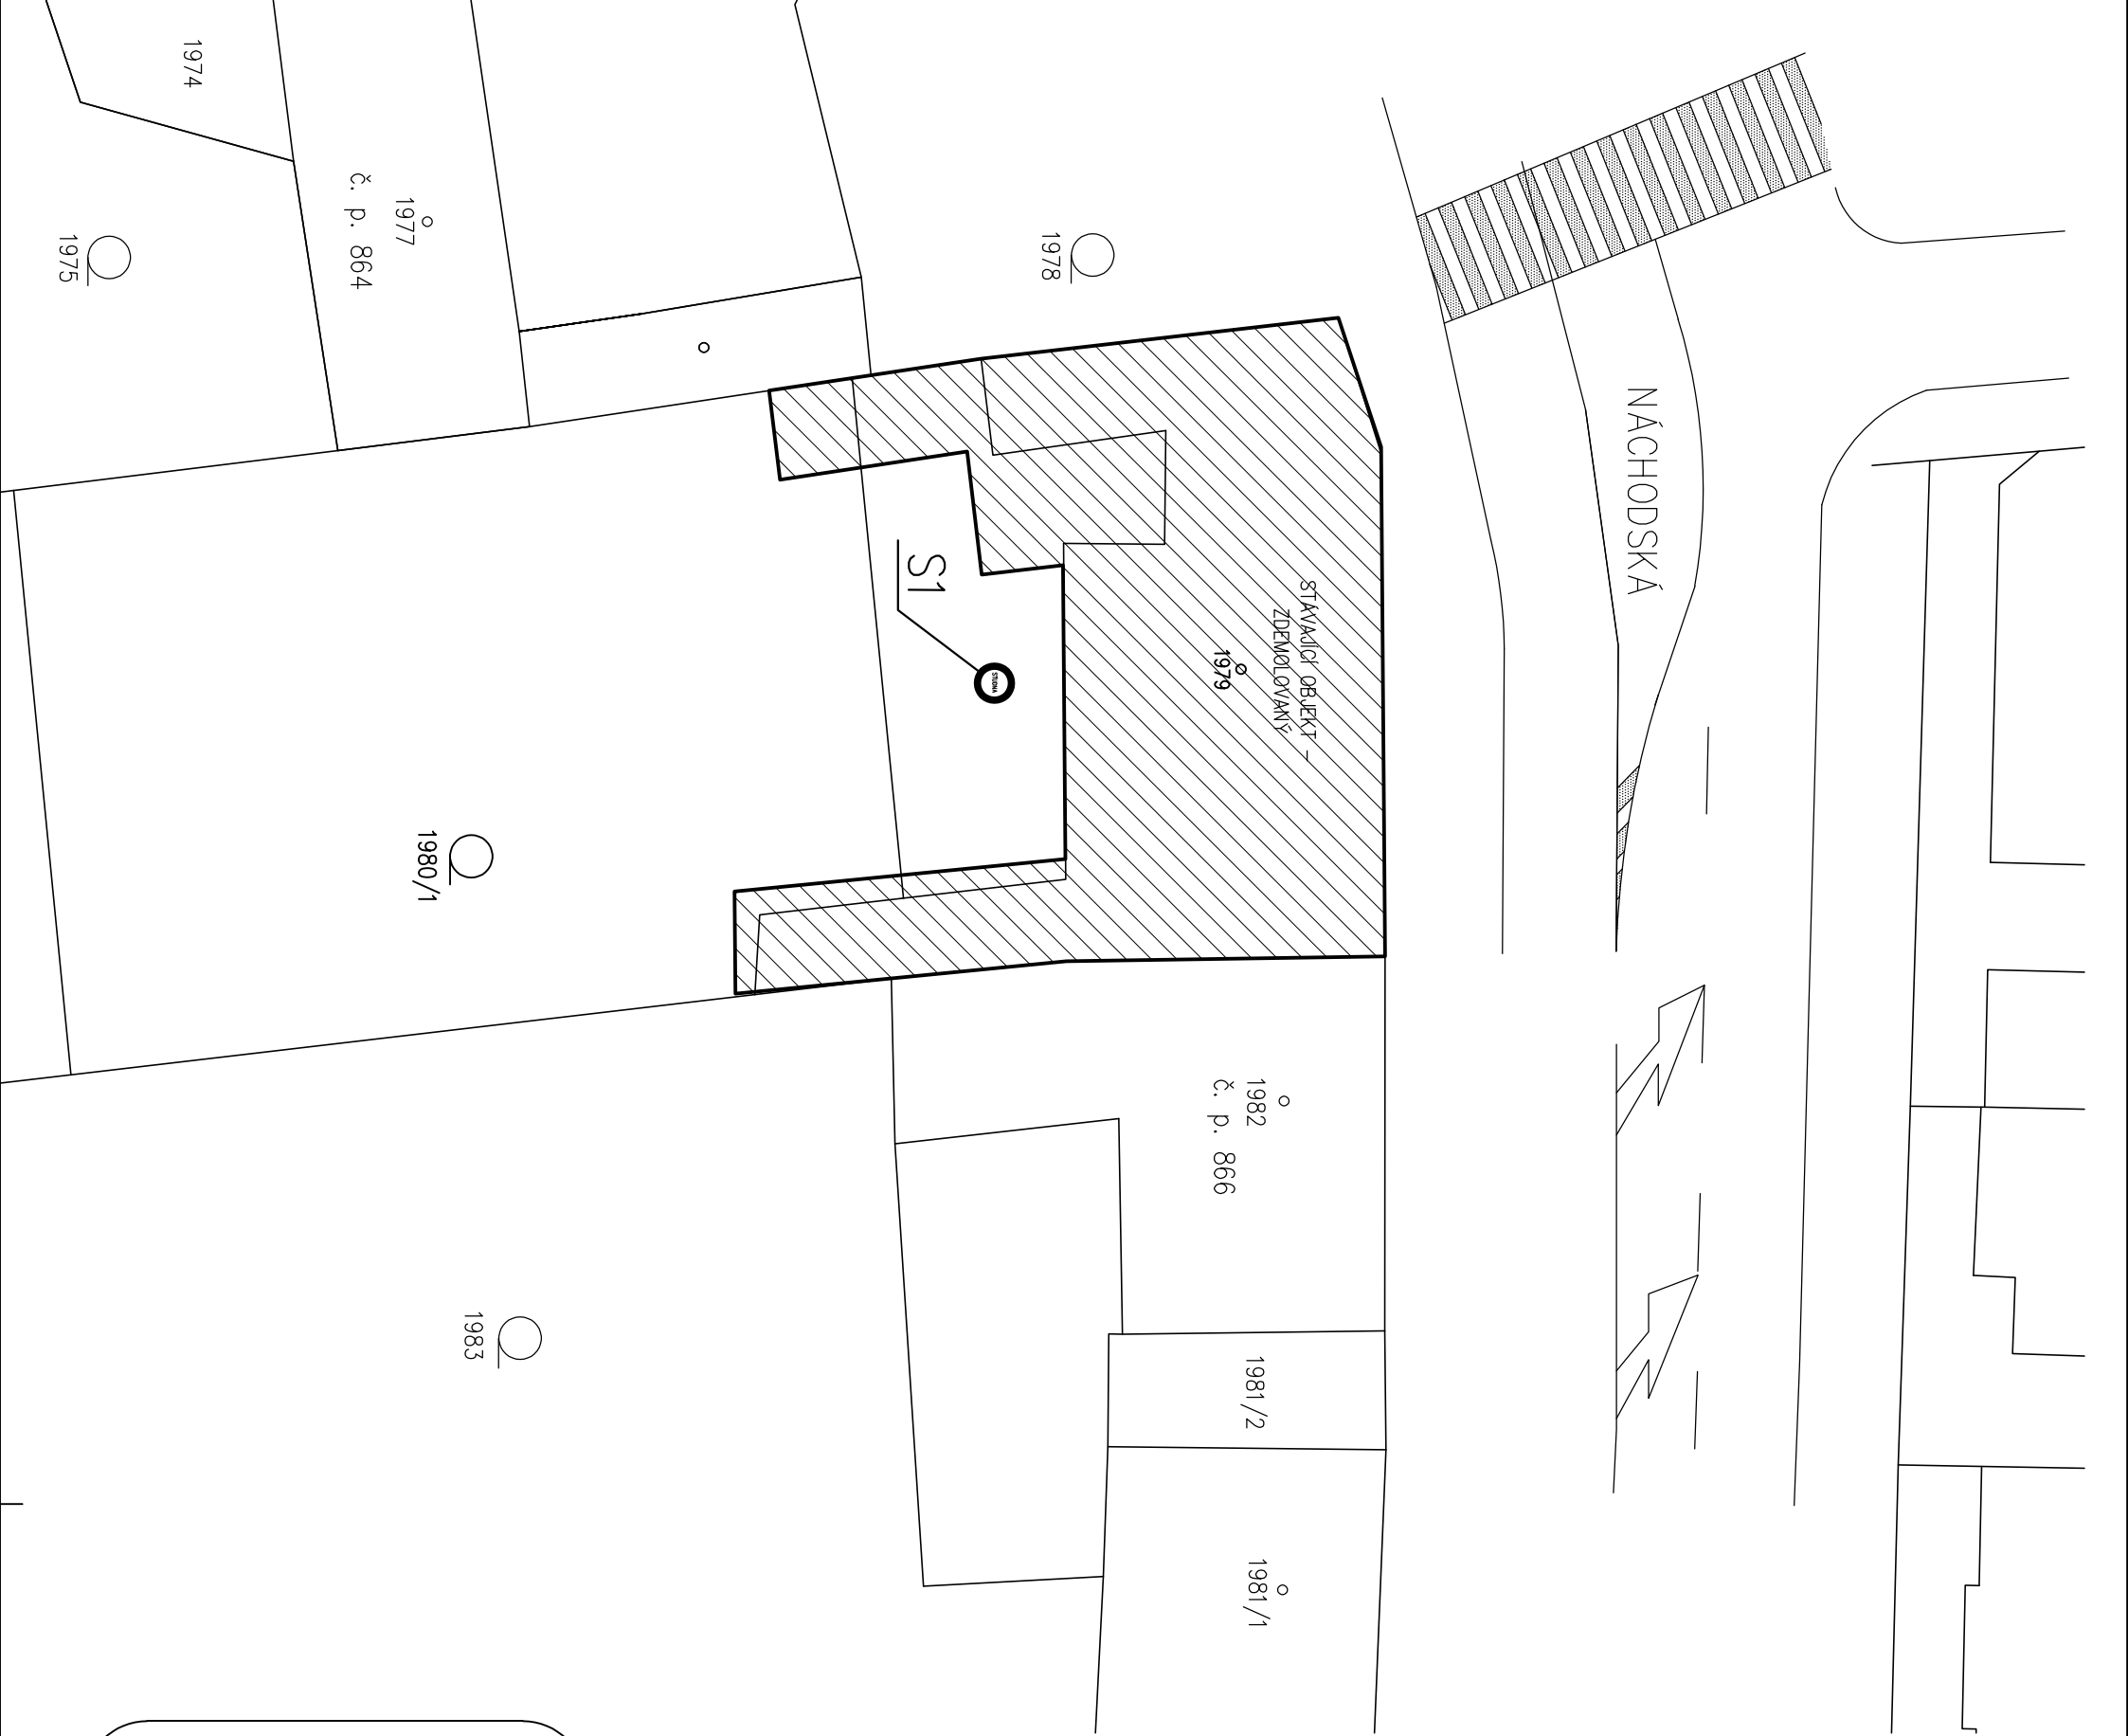 NÁCHODSKÁ
STÁVAJÍCÍ OBJEKT –
ZDEMOLOVANÝ
1979
1982
č. p. 866
1981/2
1981/1
1978
S1
STUDNA
1983
1980/1
1977
č. p. 864
1974
1975